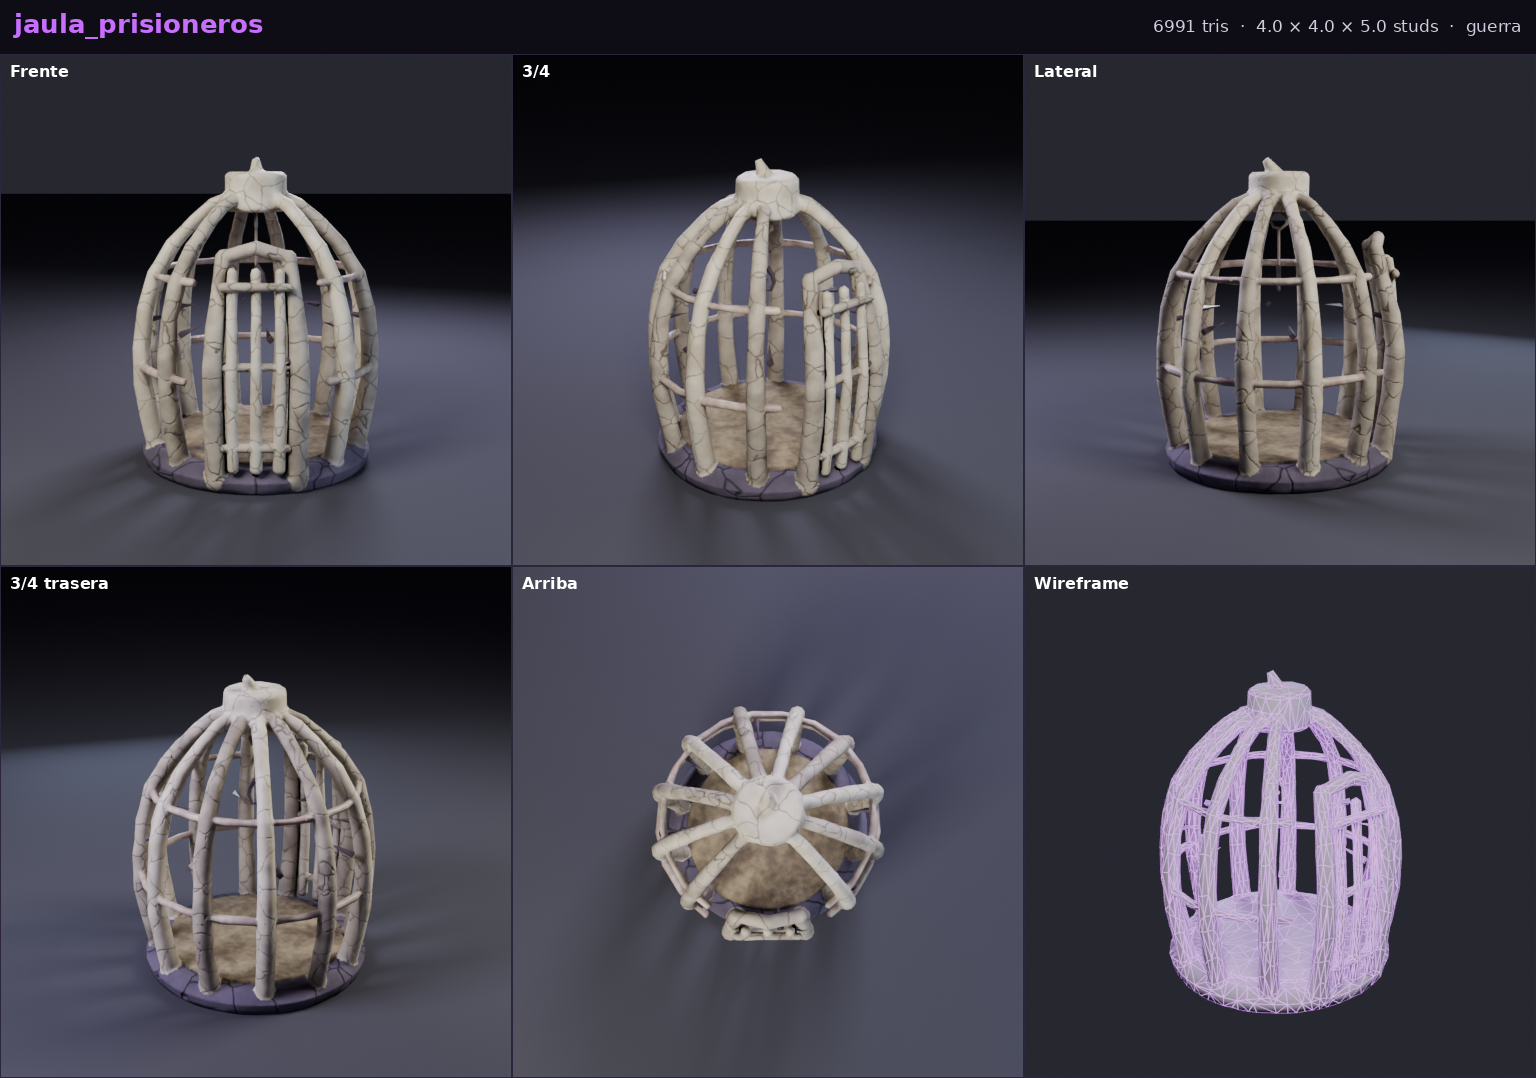 jaula_prisioneros
6991 tris · 4.0 × 4.0 × 5.0 studs · guerra
Frente
3/4
Lateral
3/4 trasera
Arriba
Wireframe